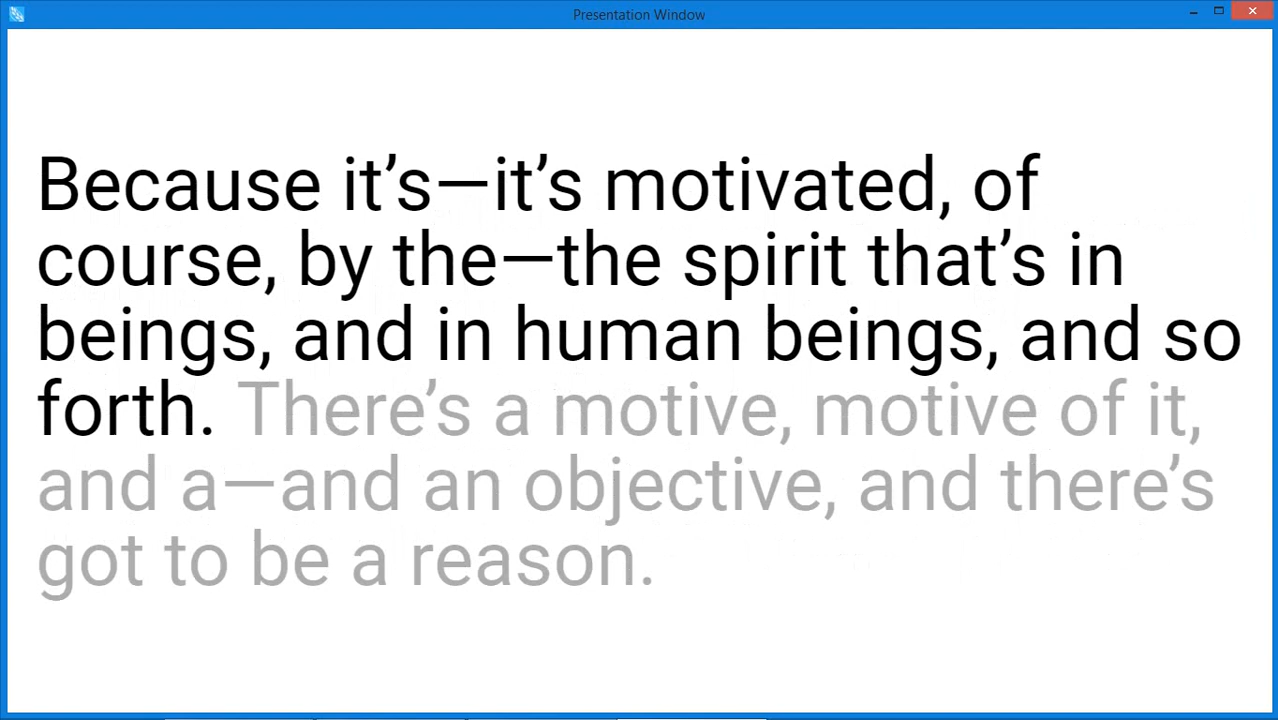 Presentation Window
Because it’s—it’s motivated, of
course, by the—the spirit that’s in
beings, and in human beings, and so
forth. There’s a motive, motive of it,
and a—and an objective, and there’s
got to be a reason.